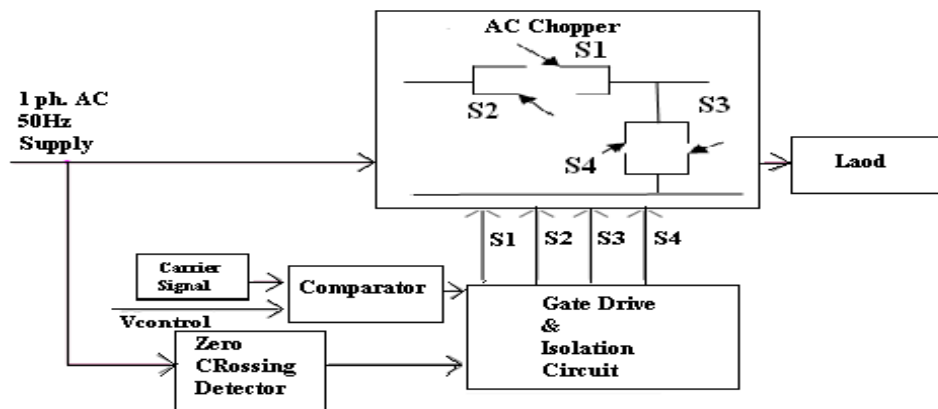 AC Chopper
S1
S2
S3
S4
1 ph. AC
50Hz
Supply
Laod
S1 S2 S3 S4
Carrier
Signal
Comparator
Vcontrol
Gate Drive
&
Isolation
Circuit
Zero
CRossing
Detector